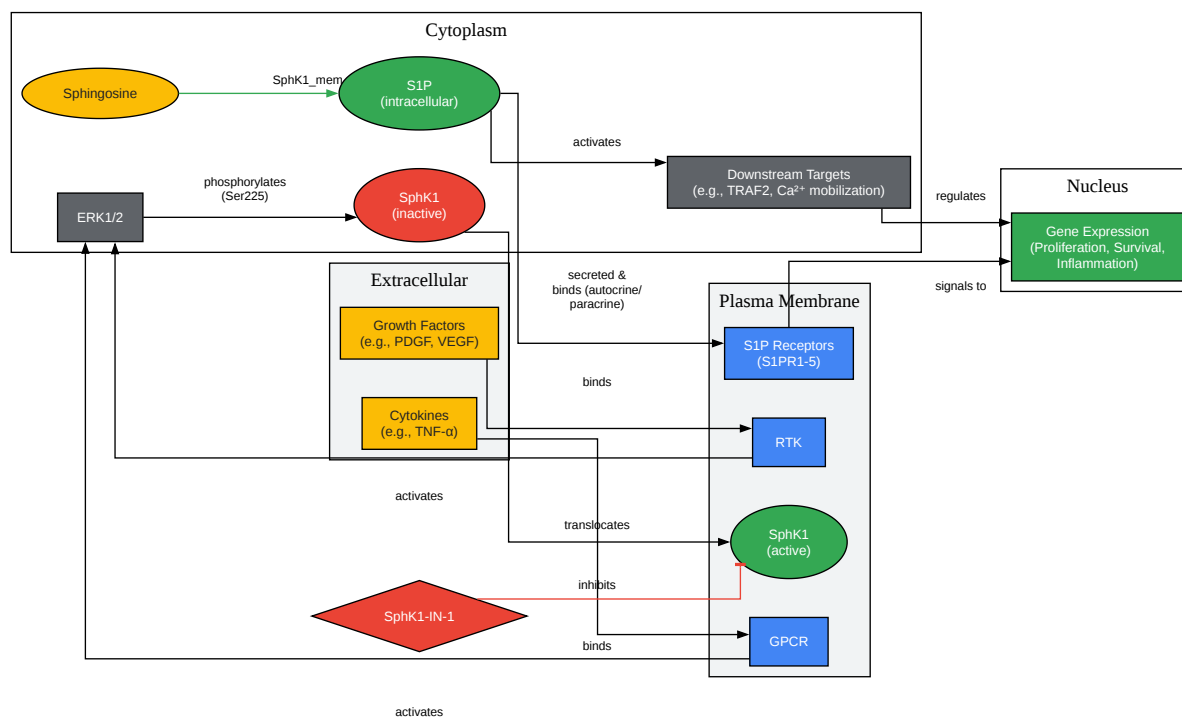 Cytoplasm
Sphingosine
SphK1_mem
S1P
(intracellular)
activates
Downstream Targets
(e.g., TRAF2, Ca²⁺ mobilization)
phosphorylates
(Ser225)
ERK1/2
SphK1
(inactive)
regulates
Nucleus
Gene Expression
(Proliferation, Survival,
Inflammation)
signals to
Extracellular
Growth Factors
(e.g., PDGF, VEGF)
Cytokines
(e.g., TNF-α)
secreted &
binds (autocrine/
paracrine)
binds
Plasma Membrane
S1P Receptors
(S1PR1-5)
RTK
activates
translocates
SphK1
(active)
inhibits
SphK1-IN-1
GPCR
binds
activates